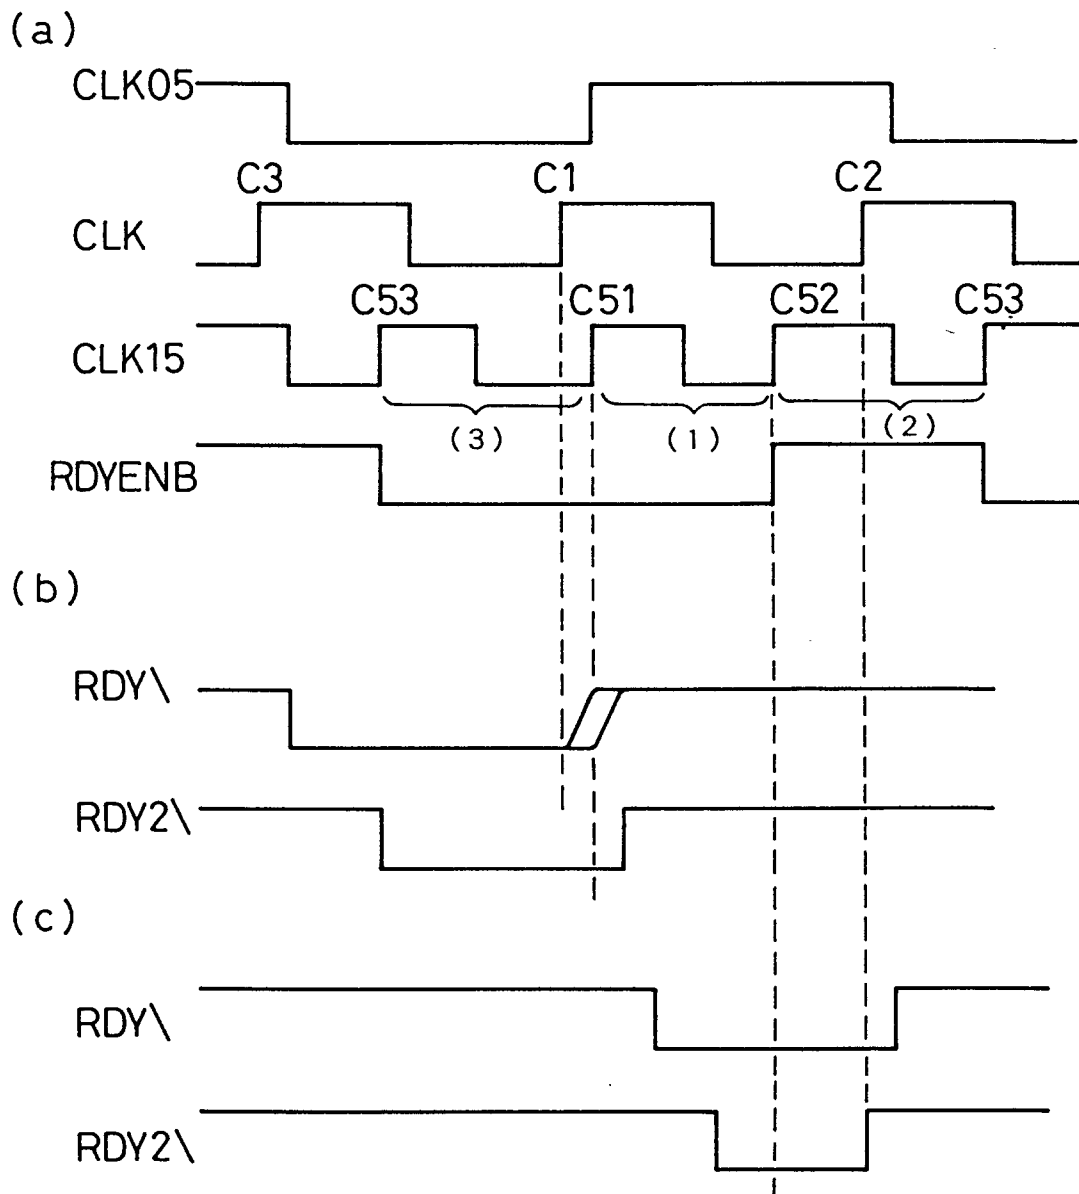 (a)
CLK05
C3 C1 C2
CLK
C53 C51 C52 C53
CLK15
(3) (1) (2)
RDYENB
(b)
RDY\
RDY2\
(c)
RDY\
RDY2\